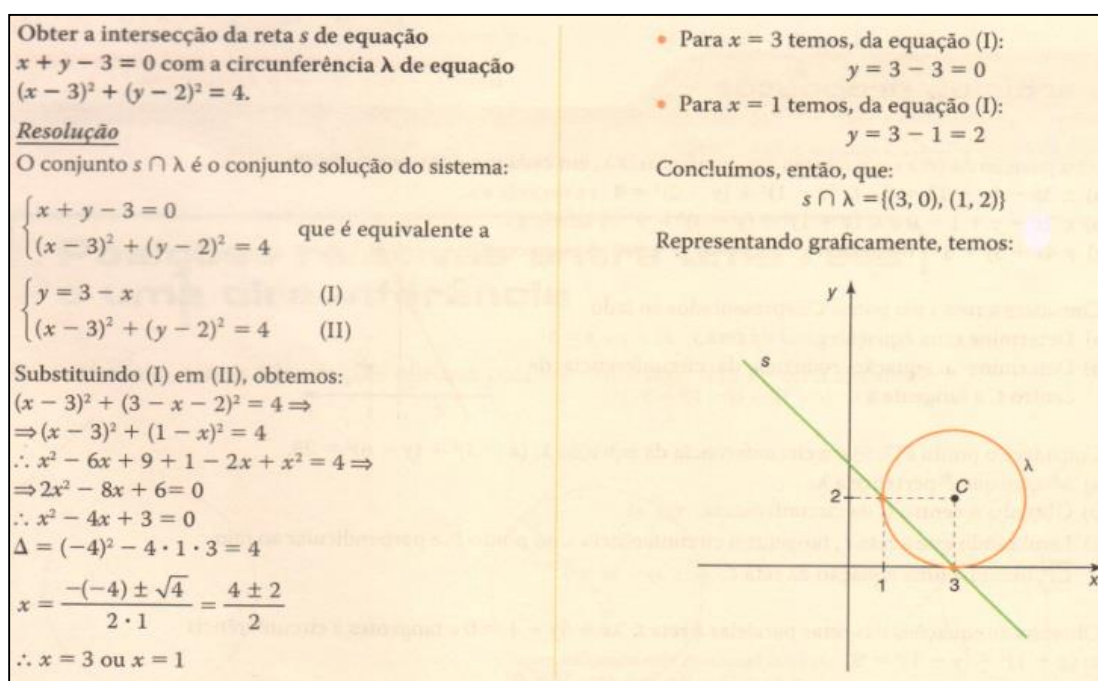 Obter a intersecção da reta s de equação
x + y − 3 = 0 com a circunferência λ de equação
(x − 3)² + (y − 2)² = 4.
Resolução
O conjunto s ∩ λ é o conjunto solução do sistema:
{ x + y − 3 = 0
(x − 3)² + (y − 2)² = 4 que é equivalente a
{ y = 3 − x (I)
(x − 3)² + (y − 2)² = 4 (II)
Substituindo (I) em (II), obtemos:
(x − 3)² + (3 − x − 2)² = 4 ⇒
⇒ (x − 3)² + (1 − x)² = 4
∴ x² − 6x + 9 + 1 − 2x + x² = 4 ⇒
⇒ 2x² − 8x + 6 = 0
∴ x² − 4x + 3 = 0
Δ = (−4)² − 4 · 1 · 3 = 4
x = (−(−4) ± √4) / (2 · 1) = (4 ± 2) / 2
∴ x = 3 ou x = 1
• Para x = 3 temos, da equação (I):
y = 3 − 3 = 0
• Para x = 1 temos, da equação (I):
y = 3 − 1 = 2
Concluímos, então, que:
s ∩ λ = {(3, 0), (1, 2)}
Representando graficamente, temos:
y
s
λ
2
C
1
3
x